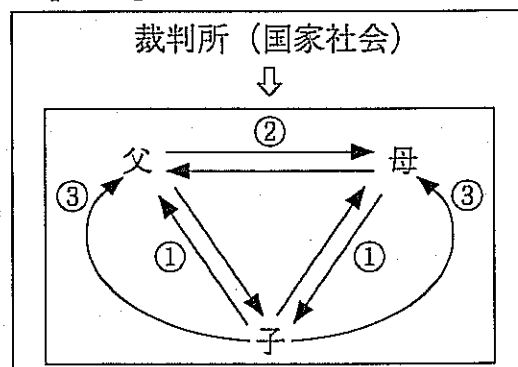 裁判所（国家社会）
②
父 母
③ ③
① ①
子